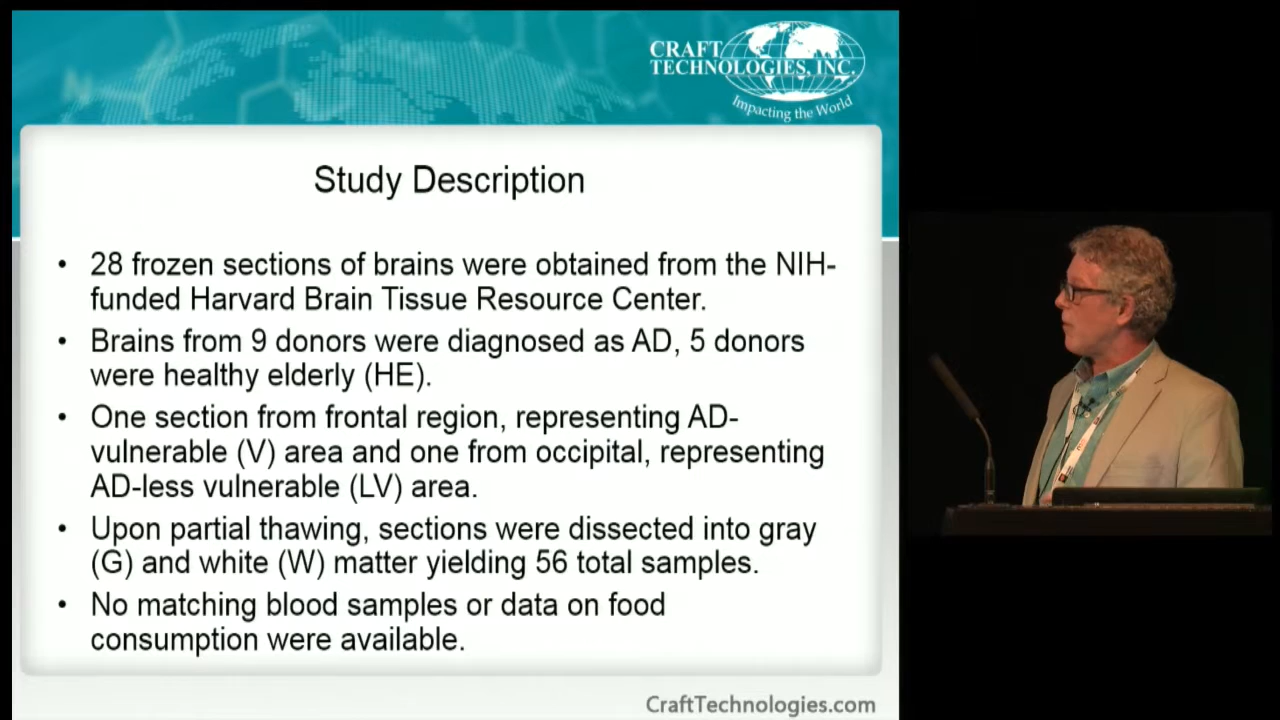 CRAFT
TECHNOLOGIES, INC.
Impacting the World
Study Description
• 28 frozen sections of brains were obtained from the NIH-
funded Harvard Brain Tissue Resource Center.
• Brains from 9 donors were diagnosed as AD, 5 donors
were healthy elderly (HE).
• One section from frontal region, representing AD-
vulnerable (V) area and one from occipital, representing
AD-less vulnerable (LV) area.
• Upon partial thawing, sections were dissected into gray
(G) and white (W) matter yielding 56 total samples.
• No matching blood samples or data on food
consumption were available.
CraftTechnologies.com